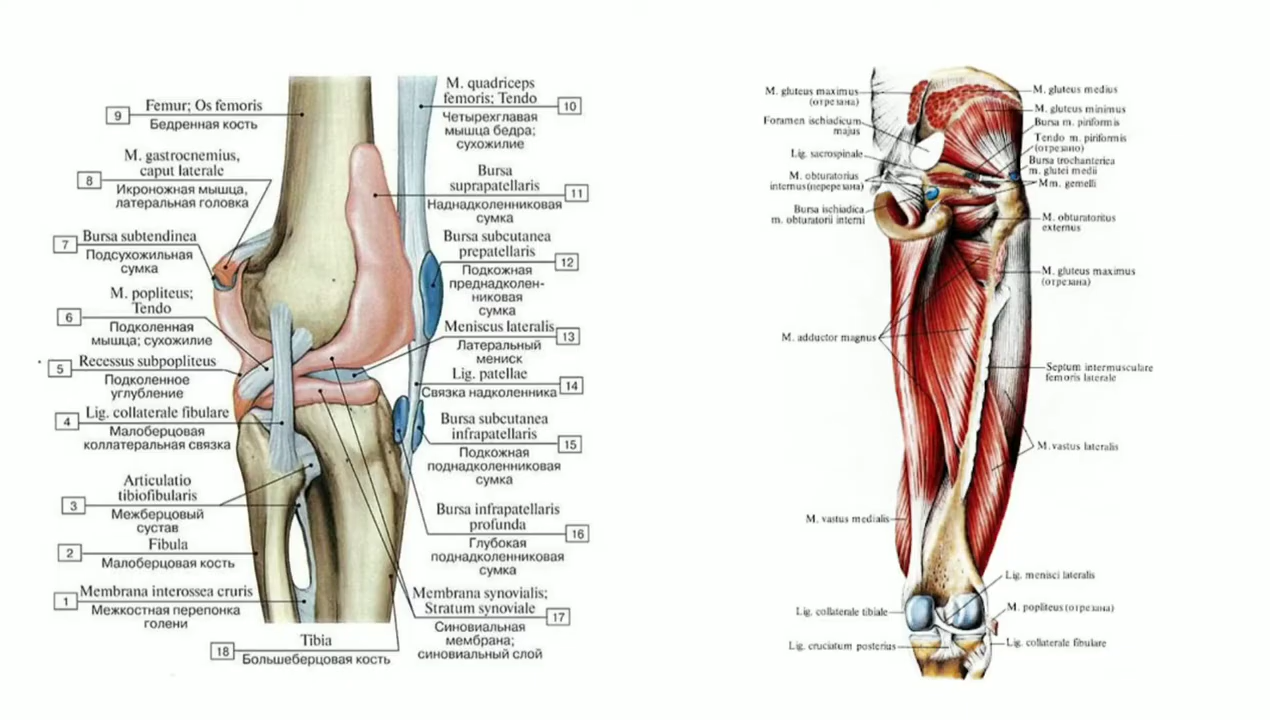 9
Femur; Os femoris
Бедренная кость
M. gastrocnemius,
caput laterale
8
Икроножная мышца,
латеральная головка
7
Bursa subtendinea
Подсухожильная
сумка
M. popliteus;
Tendo
6
Подколенная
мышца; сухожилие
5
Recessus subpopliteus
Подколенное
углубление
4
Lig. collaterale fibulare
Малоберцовая
коллатеральная связка
Articulatio
tibiofibularis
3
Межберцовый
сустав
Fibula
2
Малоберцовая кость
Membrana interossea cruris
1
Межкостная перепонка
голени
Tibia
18
Большеберцовая кость
M. quadriceps
femoris; Tendo
10
Четырехглавая
мышца бедра;
сухожилие
Bursa
suprapatellaris
11
Наднадколенниковая
сумка
Bursa subcutanea
prepatellaris
12
Подкожная
преднадколен-
никовая
сумка
Meniscus lateralis
13
Латеральный
мениск
Lig. patellae
14
Связка надколенника
Bursa subcutanea
infrapatellaris
15
Подкожная
поднадколенниковая
сумка
Bursa infrapatellaris
profunda
16
Глубокая
поднадколенниковая
сумка
Membrana synovialis;
Stratum synoviale
17
Синовиальная
мембрана;
синовиальный слой
M. gluteus maximus
(отрезана)
Foramen ischiadicum
majus
Lig. sacrospinale
M. obturatorius
internus (перерезана)
Bursa ischiadica
m. obturatorii interni
M. adductor magnus
M. vastus medialis
Lig. collaterale tibiale
Lig. cruciatum posterius
M. gluteus medius
M. gluteus minimus
Bursa m. piriformis
Tendo m. piriformis
(отрезано)
Bursa trochanterica
m. glutei medii
Mm. gemelli
M. obturatoritus
externus
M. gluteus maximus
(отрезана)
Septum intermusculare
femoris laterale
M. vastus lateralis
Lig. menisci lateralis
M. popliteus (отрезана)
Lig. collaterale fibulare